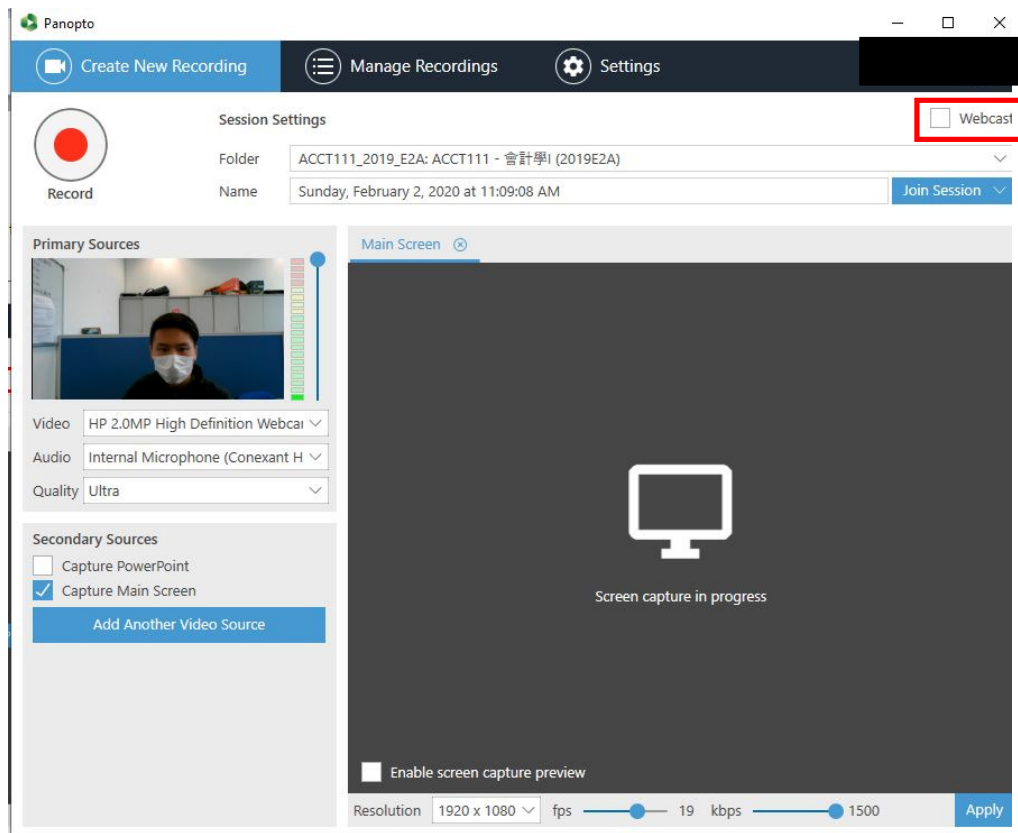 Panopto
Create New Recording
Manage Recordings
Settings
Session Settings
Webcast
Folder
ACCT111_2019_E2A: ACCT111 - 會計學I (2019E2A)
Name
Sunday, February 2, 2020 at 11:09:08 AM
Join Session
Record
Primary Sources
Main Screen
Video
HP 2.0MP High Definition Webcar
Audio
Internal Microphone (Conexant H
Quality
Ultra
Secondary Sources
Capture PowerPoint
Capture Main Screen
Add Another Video Source
Screen capture in progress
Enable screen capture preview
Resolution
1920 x 1080
fps
19
kbps
1500
Apply